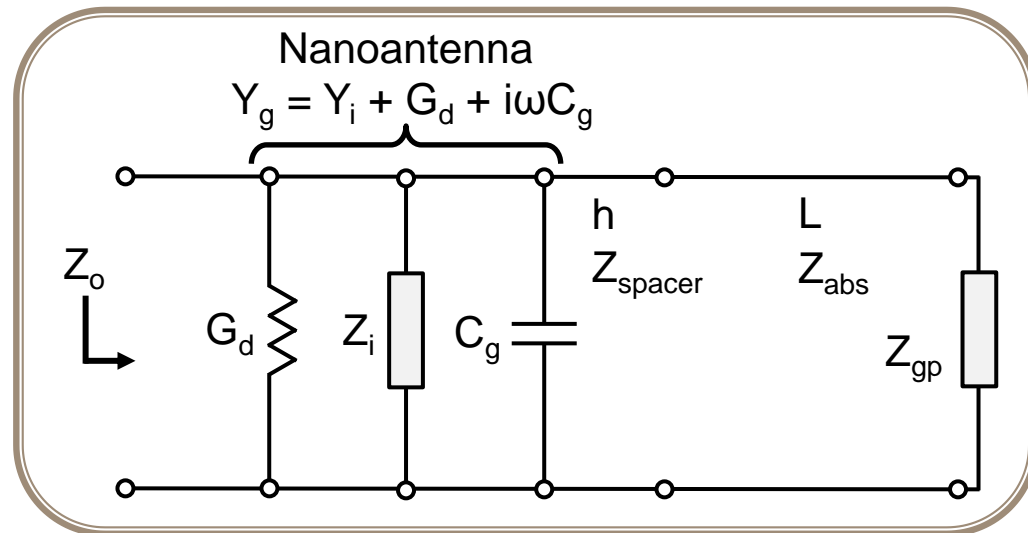 Nanoantenna
Y_g = Y_i + G_d + iωC_g
h
L
Z_o
Z_spacer
Z_abs
G_d
Z_i
C_g
Z_gp